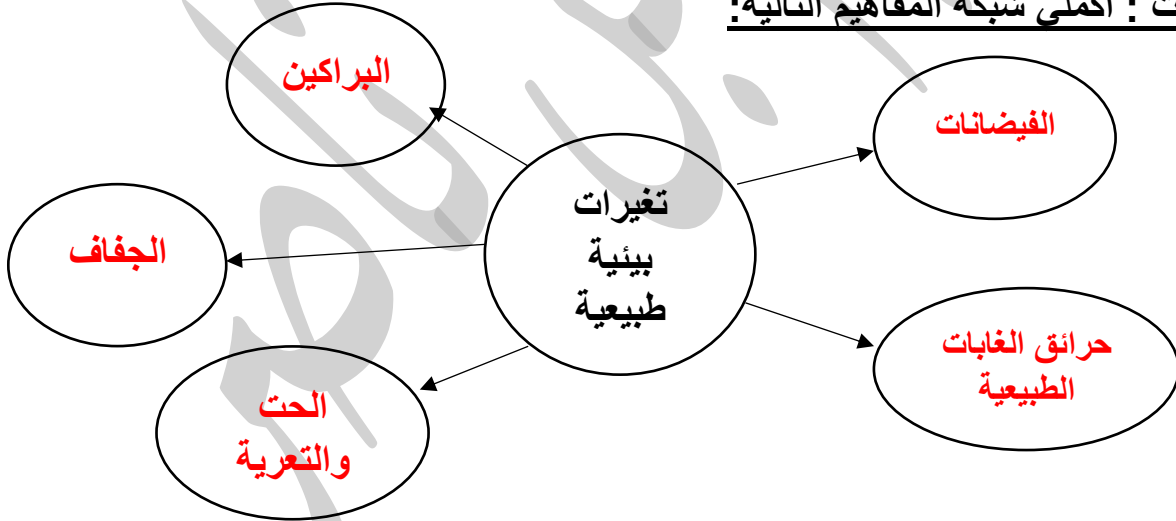 : أكملي شبكة المفاهيم التالية:
البراكين
الفيضانات
تغيرات
بيئية
طبيعية
الجفاف
حرائق الغابات
الطبيعية
الحت
والتعرية